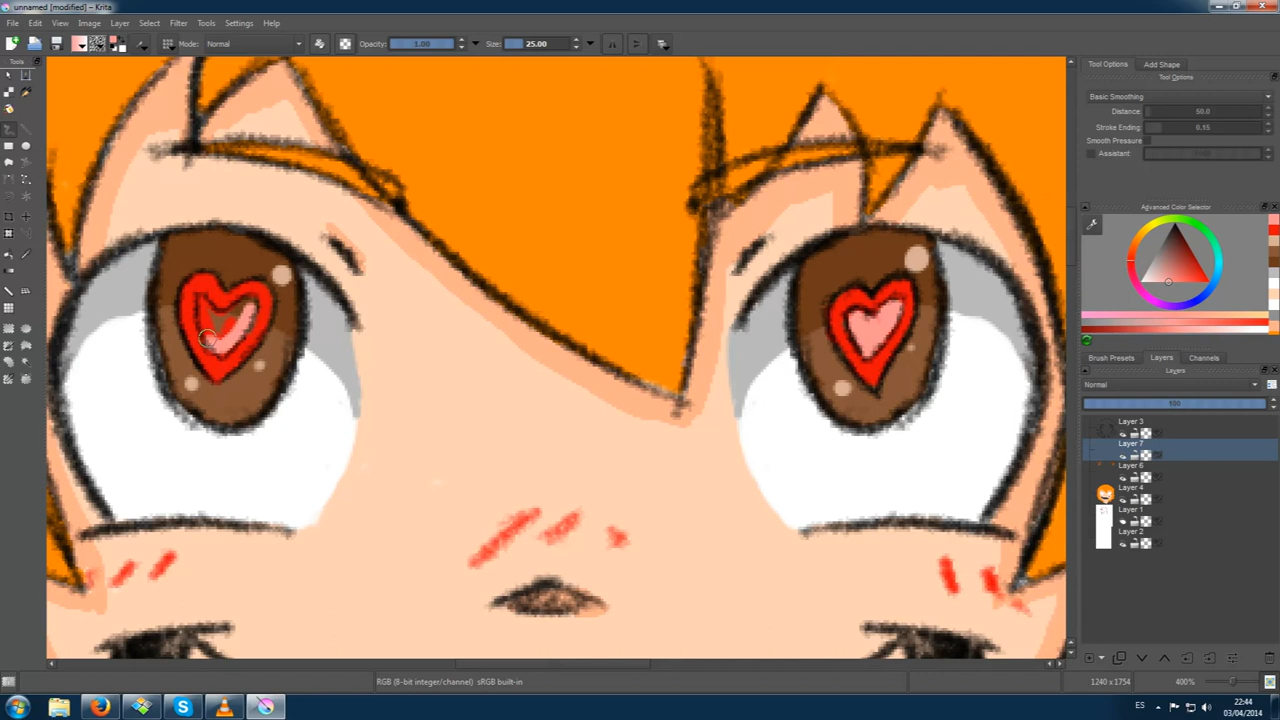 unnamed [modified] - Krita
File Edit View Image Layer Select Filter Tools Settings Help
Mode: Normal Opacity: 1.00 Size: 25.00
Tools
Tool Options Add Shape
Tool Options
Basic Smoothing
Distance: 50.0
Stroke Ending: 0.15
Smooth Pressure:
Assistant:
Advanced Color Selector
Brush Presets Layers Channels
Layers
Normal
100
Layer 3
Layer 7
Layer 6
Layer 4
Layer 1
Layer 2
RGB (8-bit integer/channel) sRGB built-in
1240 x 1754 400%
ES
22:44
03/04/2014